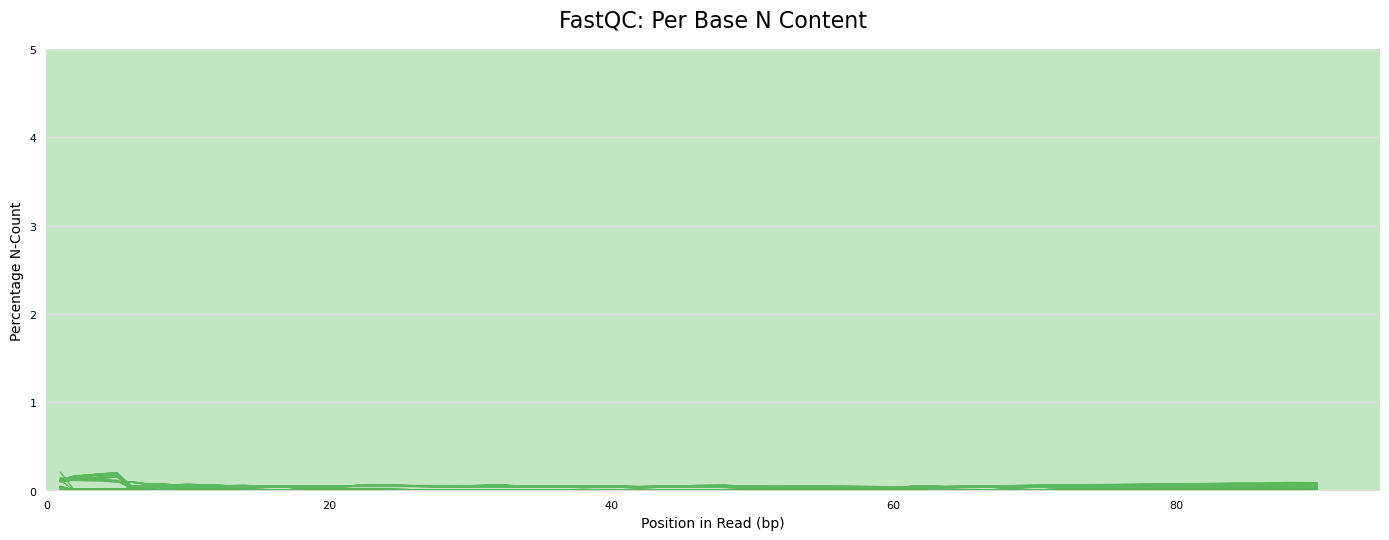 FastQC: Per Base N Content
Percentage N-Count
5
4
3
2
1
0
0 20 40 60 80
Position in Read (bp)